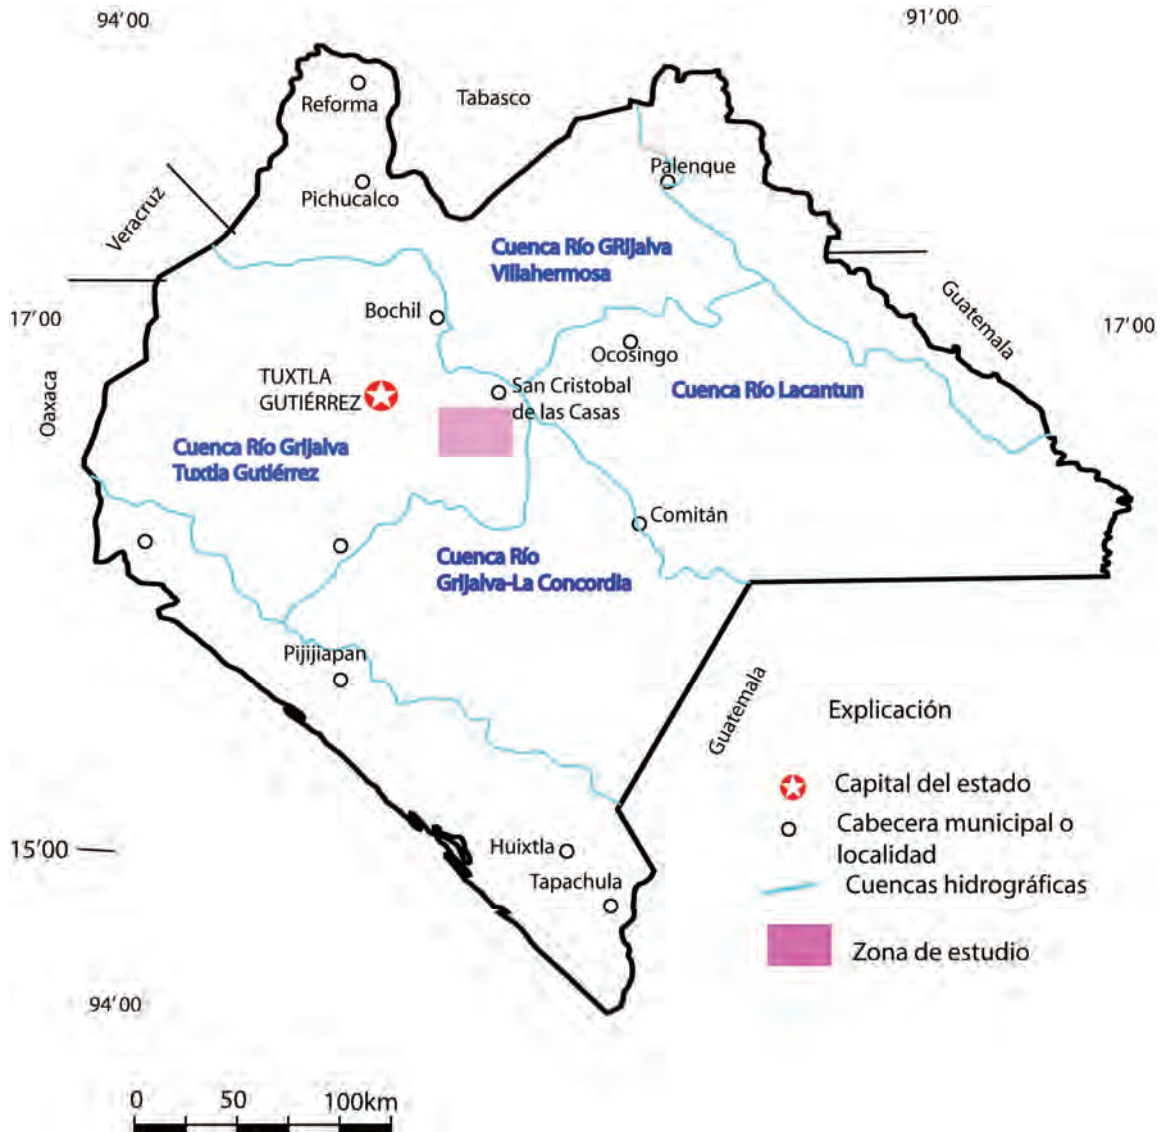 94'00
91'00
Reforma
Tabasco
Palenque
Pichucalco
Veracruz
Cuenca Río GRijalva
Villahermosa
Guatemala
Bochil
17'00
17'00
Ocosingo
Oaxaca
TUXTLA
GUTIÉRREZ
San Cristobal
de las Casas
Cuenca Río Lacantun
Cuenca Río Grijalva
Tuxtla Gutiérrez
Comitán
Cuenca Río
Grijalva-La Concordia
Pijijiapan
Guatemala
Explicación
Capital del estado
Cabecera municipal o
localidad
15'00
Huixtla
Tapachula
Cuencas hidrográficas
Zona de estudio
94'00
0 50 100km